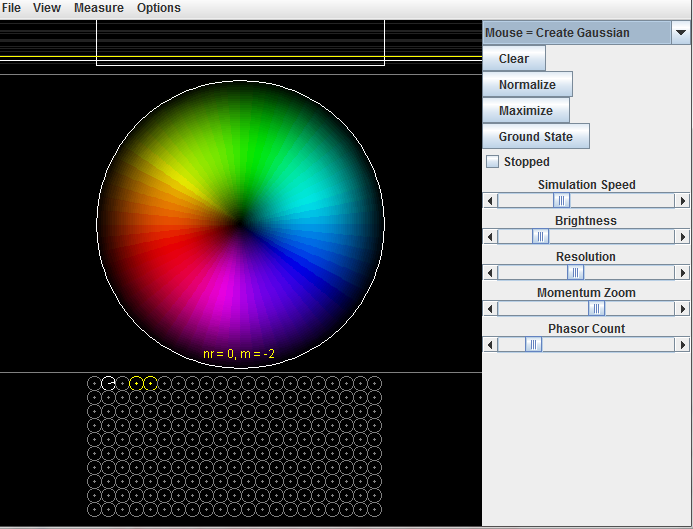 File View Measure Options
Mouse = Create Gaussian
Clear
Normalize
Maximize
Ground State
Stopped
Simulation Speed
Brightness
Resolution
Momentum Zoom
Phasor Count
nr = 0, m = -2